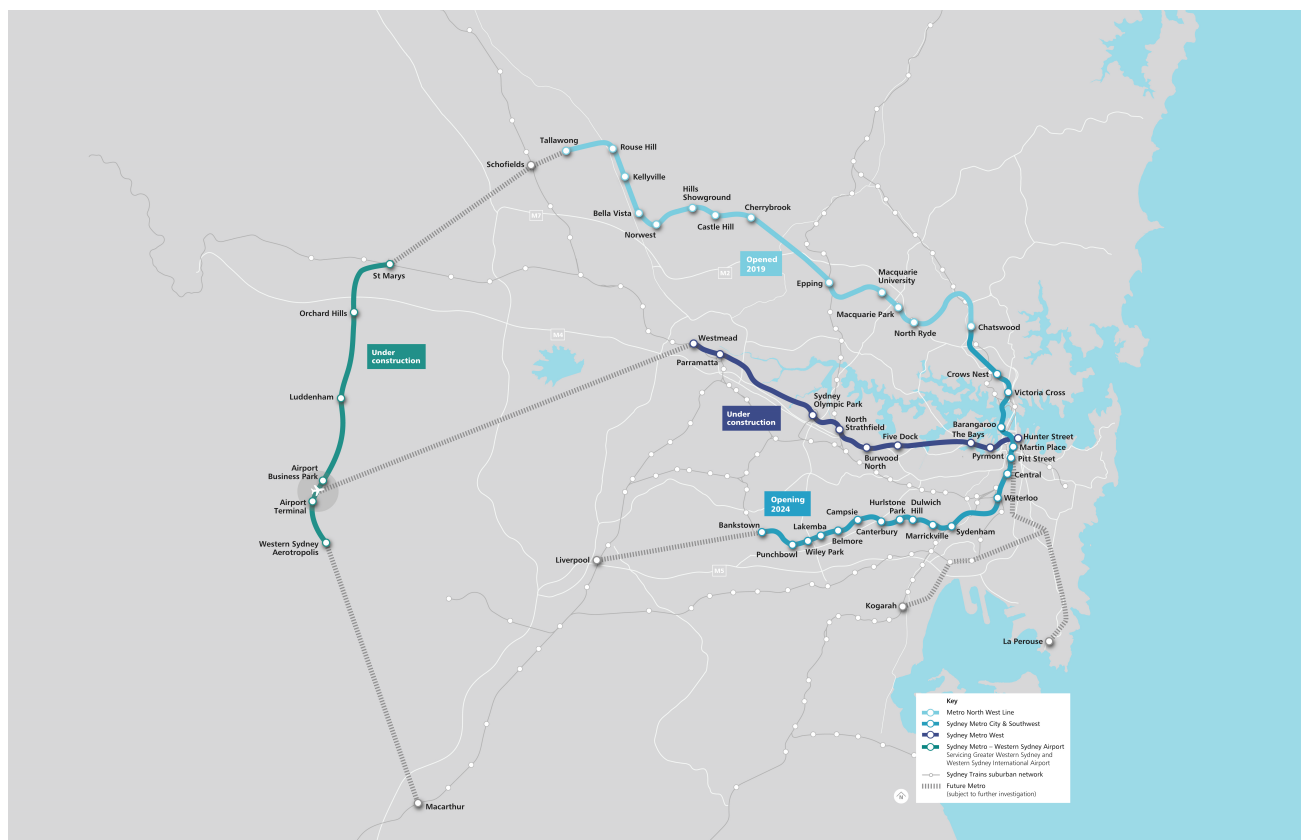 Tallawong
Rouse Hill
Schofields
Kellyville
Hills
Showground
Cherrybrook
Bella Vista
Castle Hill
Norwest
M7
Opened
2019
M2
St Marys
Epping
Macquarie
University
Macquarie Park
North Ryde
Chatswood
Orchard Hills
M4
Under
construction
Westmead
Parramatta
Crows Nest
Victoria Cross
Luddenham
Sydney
Olympic Park
Under
construction
North
Strathfield
Five Dock
Burwood
North
Barangaroo
The Bays
Pyrmont
Hunter Street
Martin Place
Pitt Street
Central
Airport
Business Park
Airport
Terminal
Opening
2024
Waterloo
Bankstown
Punchbowl
Lakemba
Wiley Park
Campsie
Belmore
Hurlstone
Park
Canterbury
Dulwich
Hill
Marrickville
Sydenham
Western Sydney
Aerotropolis
Liverpool
M5
Kogarah
La Perouse
Macarthur
Key
Metro North West Line
Sydney Metro City & Southwest
Sydney Metro West
Sydney Metro – Western Sydney Airport
Servicing Greater Western Sydney and
Western Sydney International Airport
Sydney Trains suburban network
Future Metro
(subject to further investigation)
N